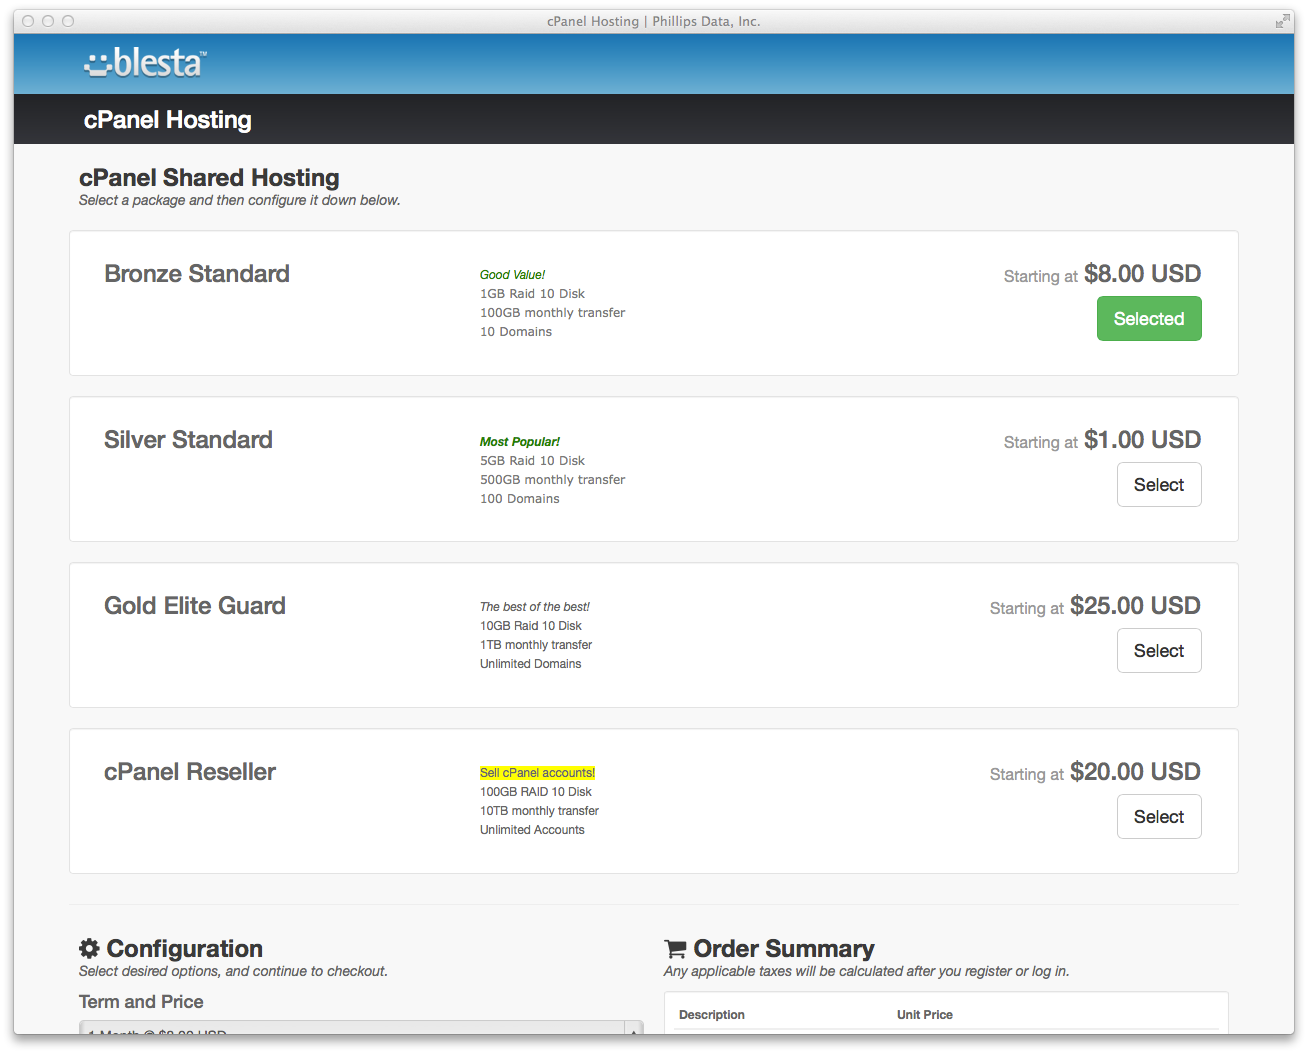 cPanel Hosting | Phillips Data, Inc.
blesta™
cPanel Hosting
cPanel Shared Hosting
Select a package and then configure it down below.
Bronze Standard
Good Value!
1GB Raid 10 Disk
100GB monthly transfer
10 Domains
Starting at $8.00 USD
Selected
Silver Standard
Most Popular!
5GB Raid 10 Disk
500GB monthly transfer
100 Domains
Starting at $1.00 USD
Select
Gold Elite Guard
The best of the best!
10GB Raid 10 Disk
1TB monthly transfer
Unlimited Domains
Starting at $25.00 USD
Select
cPanel Reseller
Sell cPanel accounts!
100GB RAID 10 Disk
10TB monthly transfer
Unlimited Accounts
Starting at $20.00 USD
Select
Configuration
Select desired options, and continue to checkout.
Term and Price
1 Month @ $8.00 USD
Order Summary
Any applicable taxes will be calculated after you register or log in.
Description Unit Price